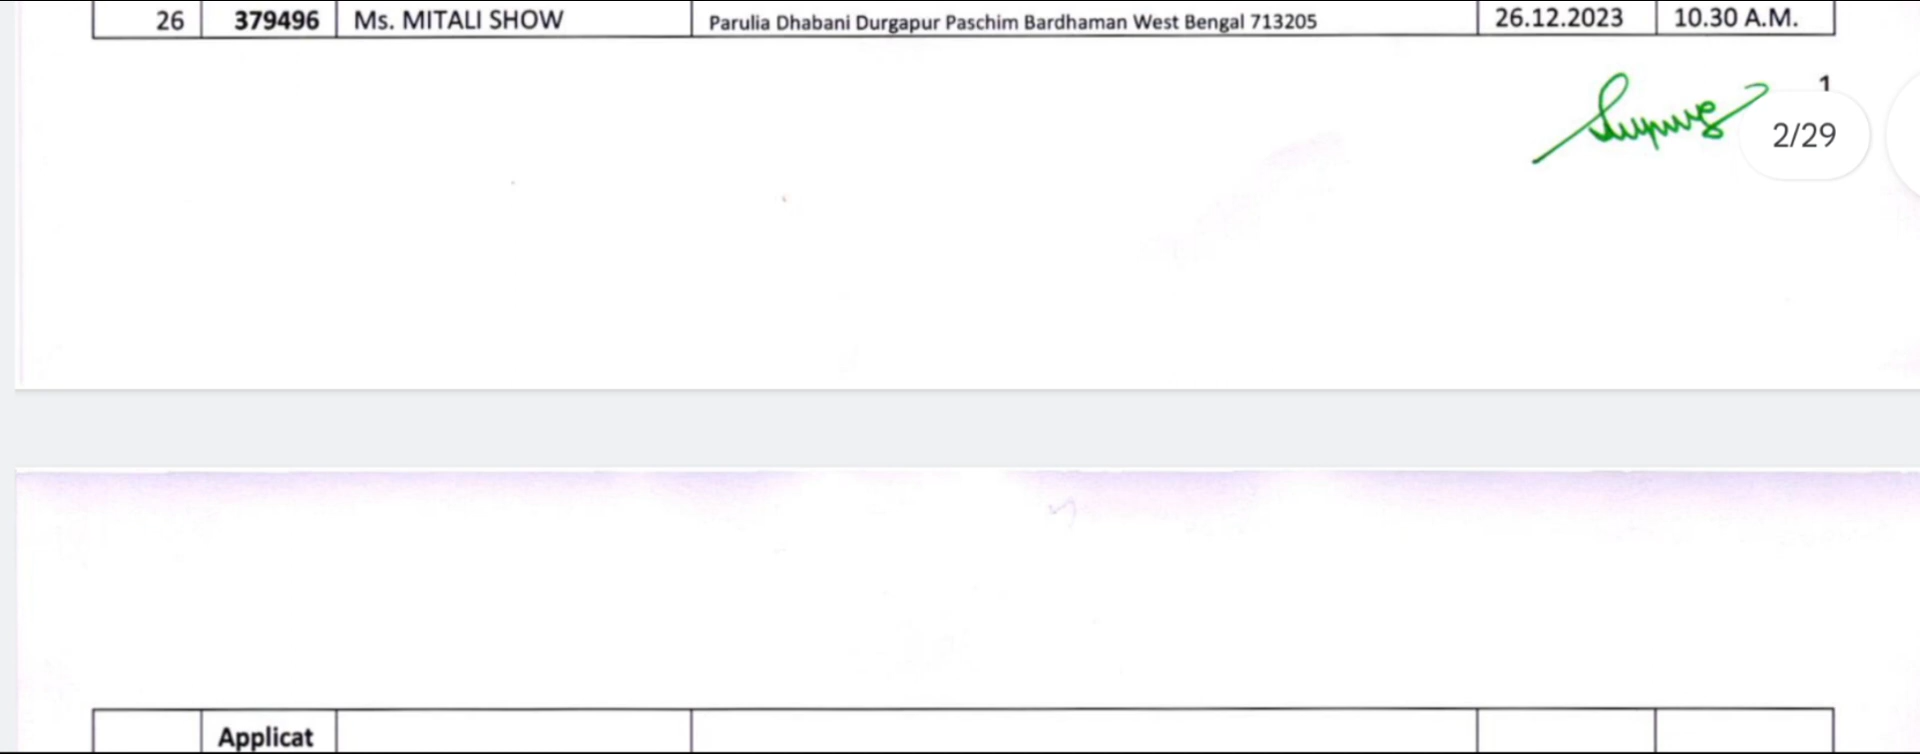 26 379496 Ms. MITALI SHOW Parulia Dhabani Durgapur Paschim Bardhaman West Bengal 713205 26.12.2023 10.30 A.M.
1
2/29
Applicat